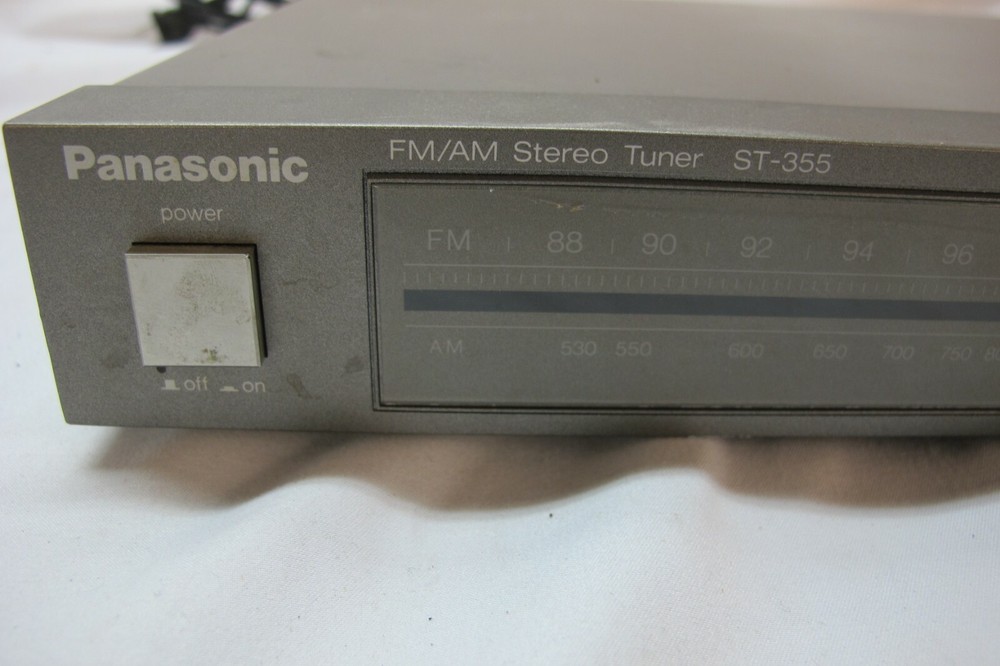 Panasonic
FM/AM Stereo Tuner ST-355
power
FM 88 90 92 94 96
AM 530 550 600 650 700 750
off on